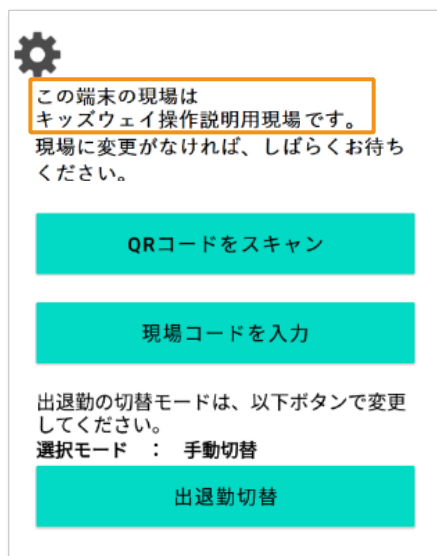 この端末の現場は
キッズウェイ操作説明用現場です。
現場に変更がなければ、しばらくお待ち
ください。
QRコードをスキャン
現場コードを入力
出退勤の切替モードは、以下ボタンで変更
してください。
選択モード　：　手動切替
出退勤切替